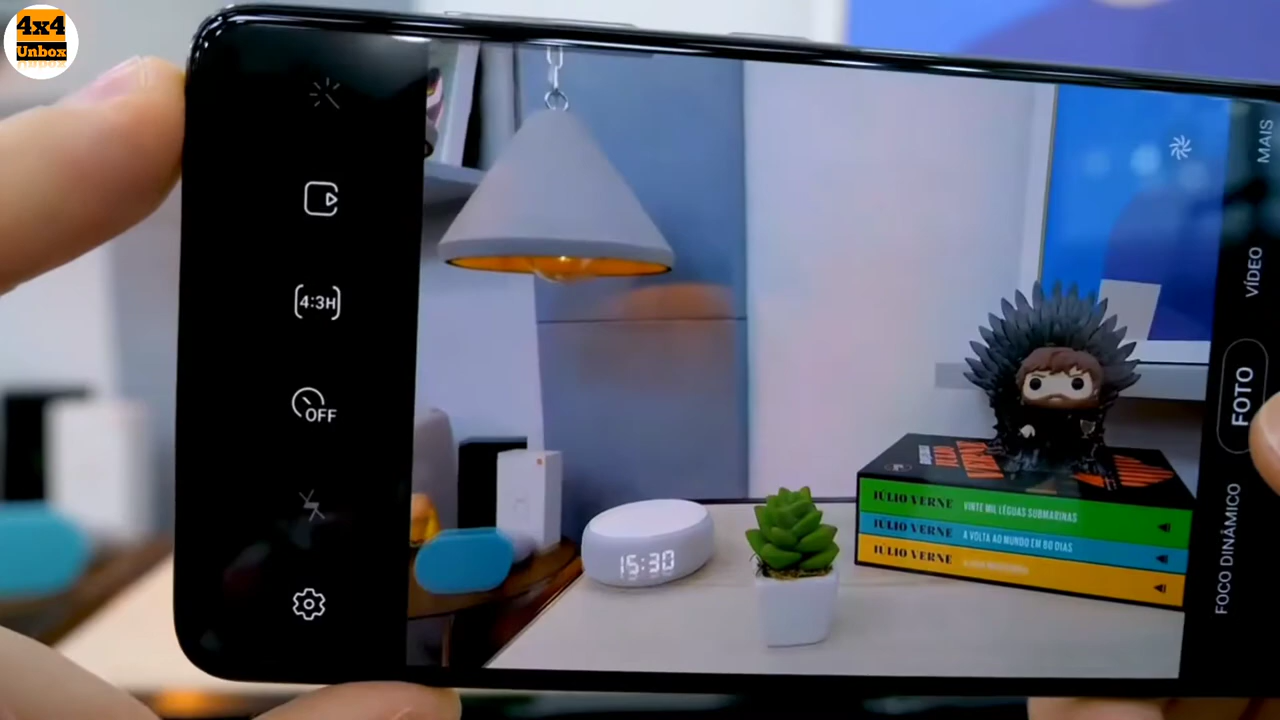 4x4
Unbox
4:3H
OFF
15:30
JÚLIO VERNE VINTE MIL LÉGUAS SUBMARINAS
JÚLIO VERNE A VOLTA AO MUNDO EM 80 DIAS
JÚLIO VERNE
MAIS
VÍDEO
FOTO
FOCO DINÂMICO